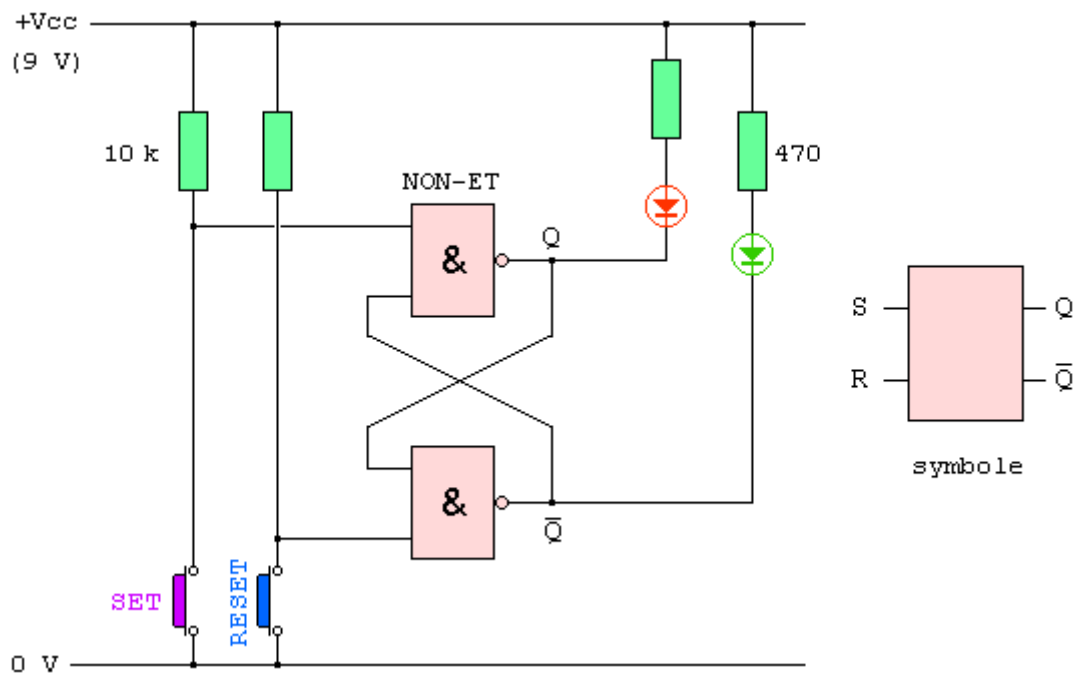 +Vcc
(9 V)
10 k
470
NON-ET
&
Q
&
Q̅
SET
RESET
0 V
S
Q
R
Q̅
symbole